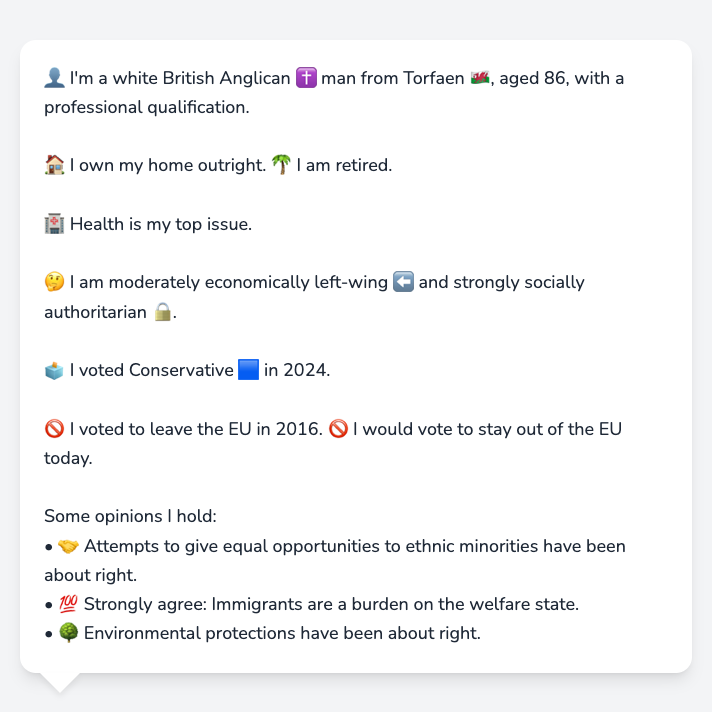 👤 I'm a white British Anglican ✝️ man from Torfaen 🏴󠁧󠁢󠁷󠁬󠁳󠁿, aged 86, with a
professional qualification.
🏠 I own my home outright. 🌴 I am retired.
🏥 Health is my top issue.
🤔 I am moderately economically left-wing ⬅️ and strongly socially
authoritarian 🔒.
🗳️ I voted Conservative 🟦 in 2024.
🚫 I voted to leave the EU in 2016. 🚫 I would vote to stay out of the EU
today.
Some opinions I hold:
• 🤝 Attempts to give equal opportunities to ethnic minorities have been
about right.
• 💯 Strongly agree: Immigrants are a burden on the welfare state.
• 🌳 Environmental protections have been about right.